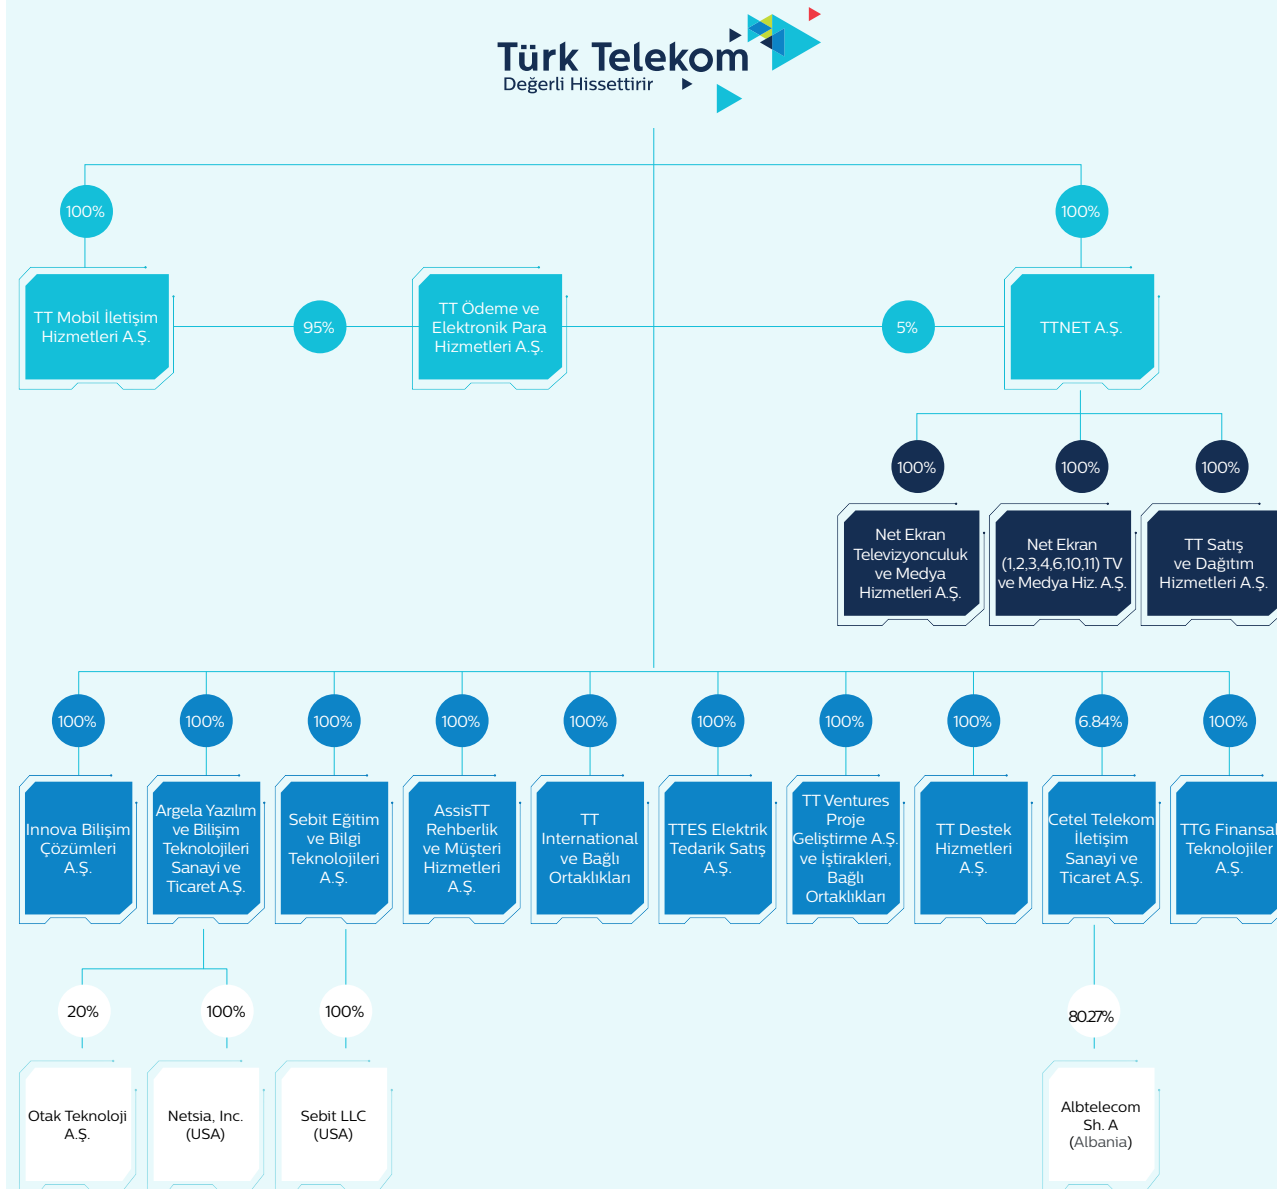 Türk Telekom
Değerli Hissettirir
100%
100%
TT Mobil İletişim
Hizmetleri A.Ş.
95%
TT Ödeme ve
Elektronik Para
Hizmetleri A.Ş.
5%
TTNET A.Ş.
100%
100%
100%
Net Ekran
Televizyonculuk
ve Medya
Hizmetleri A.Ş.
Net Ekran
(1,2,3,4,6,10,11) TV
ve Medya Hiz. A.Ş.
TT Satış
ve Dağıtım
Hizmetleri A.Ş.
100%
100%
100%
100%
100%
100%
100%
100%
6.84%
100%
Innova Bilişim
Çözümleri
A.Ş.
Argela Yazılım
ve Bilişim
Teknolojileri
Sanayi ve
Ticaret A.Ş.
Sebit Eğitim
ve Bilgi
Teknolojileri
A.Ş.
AssisTT
Rehberlik
ve Müşteri
Hizmetleri
A.Ş.
TT
International
ve Bağlı
Ortaklıkları
TTES Elektrik
Tedarik Satış
A.Ş.
TT Ventures
Proje
Geliştirme A.Ş.
ve İştirakleri,
Bağlı
Ortaklıkları
TT Destek
Hizmetleri
A.Ş.
Cetel Telekom
İletişim
Sanayi ve
Ticaret A.Ş.
TTG Finansal
Teknolojiler
A.Ş.
20%
100%
100%
80.27%
Otak Teknoloji
A.Ş.
Netsia, Inc.
(USA)
Sebit LLC
(USA)
Albtelecom
Sh. A
(Albania)